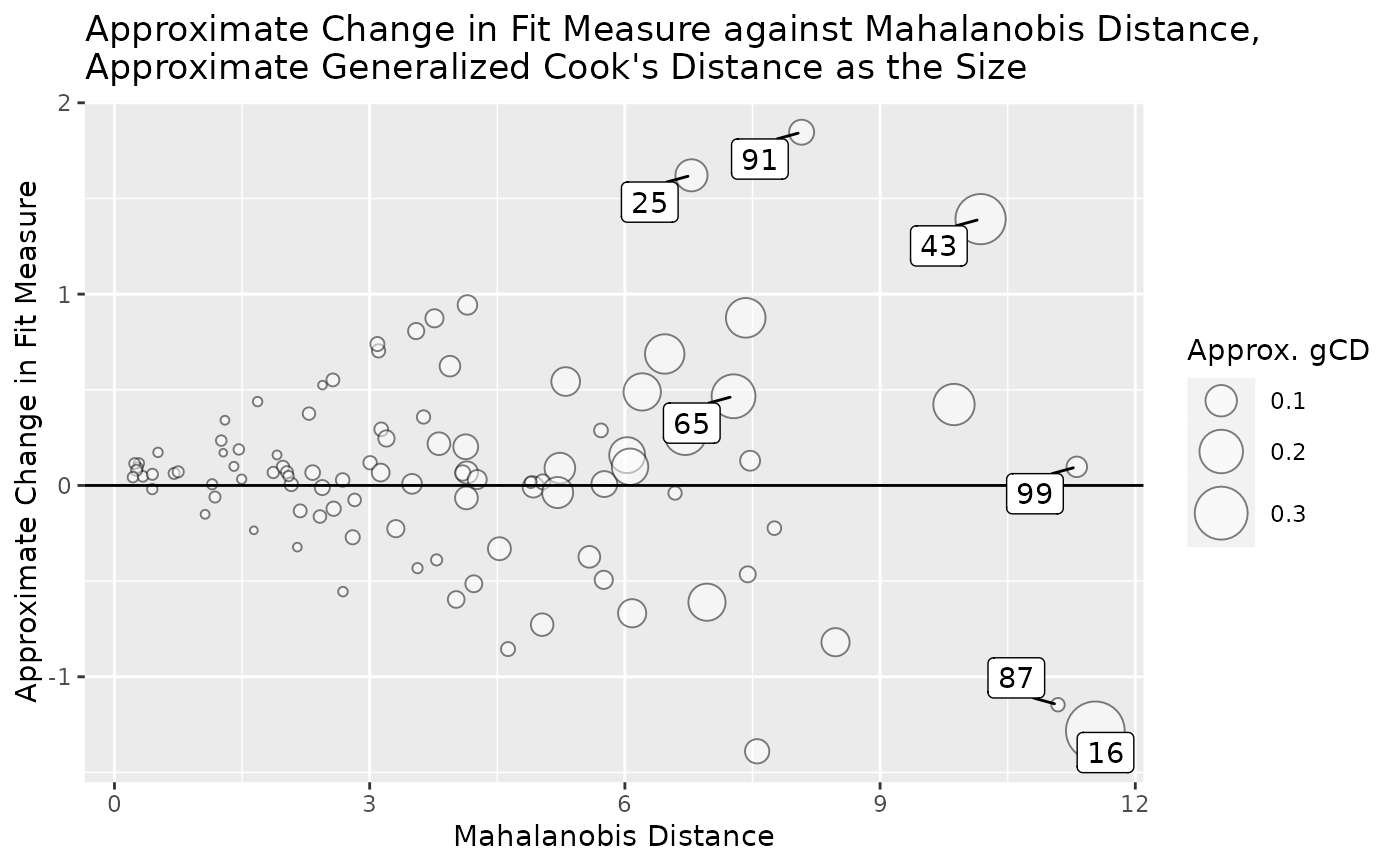 Approximate Change in Fit Measure against Mahalanobis Distance,
Approximate Generalized Cook's Distance as the Size
Approximate Change in Fit Measure
2
1
0
-1
91
25
43
65
99
87
16
0 3 6 9 12
Mahalanobis Distance
Approx. gCD
0.1
0.2
0.3